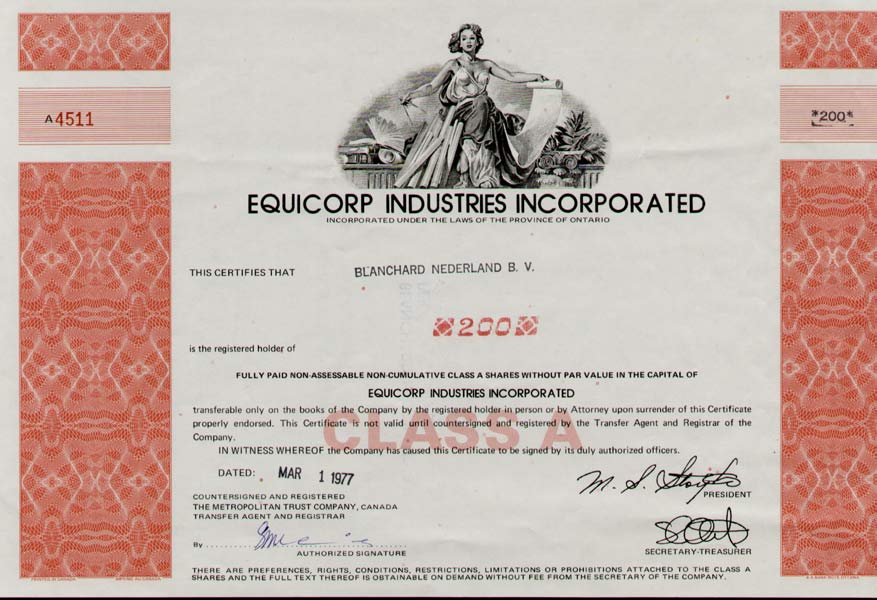 A4511
*200*
EQUICORP INDUSTRIES INCORPORATED
INCORPORATED UNDER THE LAWS OF THE PROVINCE OF ONTARIO
THIS CERTIFIES THAT BLANCHARD NEDERLAND B. V.
200
is the registered holder of
FULLY PAID NON-ASSESSABLE NON-CUMULATIVE CLASS A SHARES WITHOUT PAR VALUE IN THE CAPITAL OF
EQUICORP INDUSTRIES INCORPORATED
transferable only on the books of the Company by the registered holder in person or by Attorney upon surrender of this Certificate
properly endorsed. This Certificate is not valid until countersigned and registered by the Transfer Agent and Registrar of the
Company.
CLASS A
IN WITNESS WHEREOF the Company has caused this Certificate to be signed by its duly authorized officers.
DATED: MAR 1 1977
PRESIDENT
COUNTERSIGNED AND REGISTERED
THE METROPOLITAN TRUST COMPANY, CANADA
TRANSFER AGENT AND REGISTRAR
By
AUTHORIZED SIGNATURE
SECRETARY-TREASURER
THERE ARE PREFERENCES, RIGHTS, CONDITIONS, RESTRICTIONS, LIMITATIONS OR PROHIBITIONS ATTACHED TO THE CLASS A
SHARES AND THE FULL TEXT THEREOF IS OBTAINABLE ON DEMAND WITHOUT FEE FROM THE SECRETARY OF THE COMPANY.
PRINTED IN CANADA